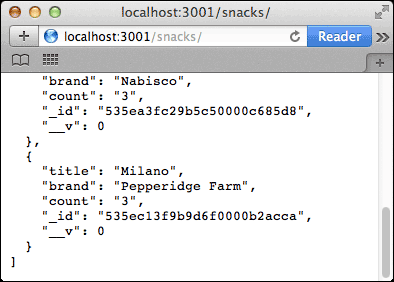 localhost:3001/snacks/
localhost:3001/snacks/ Reader
"brand": "Nabisco",
"count": "3",
"_id": "535ea3fc29b5c50000c685d8",
"__v": 0
},
{
"title": "Milano",
"brand": "Pepperidge Farm",
"count": "3",
"_id": "535ec13f9b9d6f0000b2acca",
"__v": 0
}
]